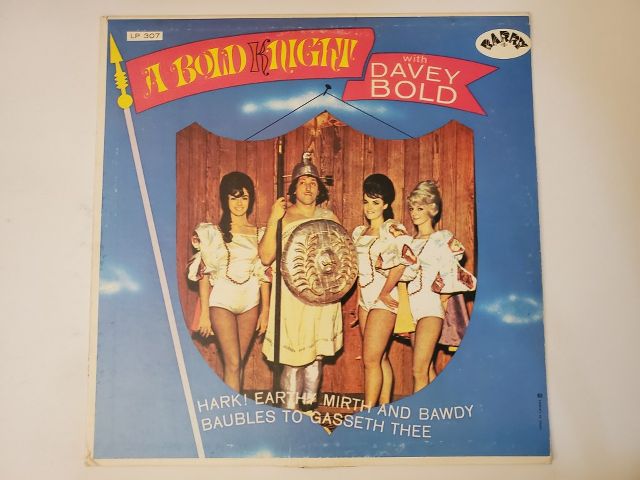 LP 307
BARRY
A BOLD KNIGHT
with
DAVEY
BOLD
HARK! EARTHY MIRTH AND BAWDY
BAUBLES TO GASSETH THEE